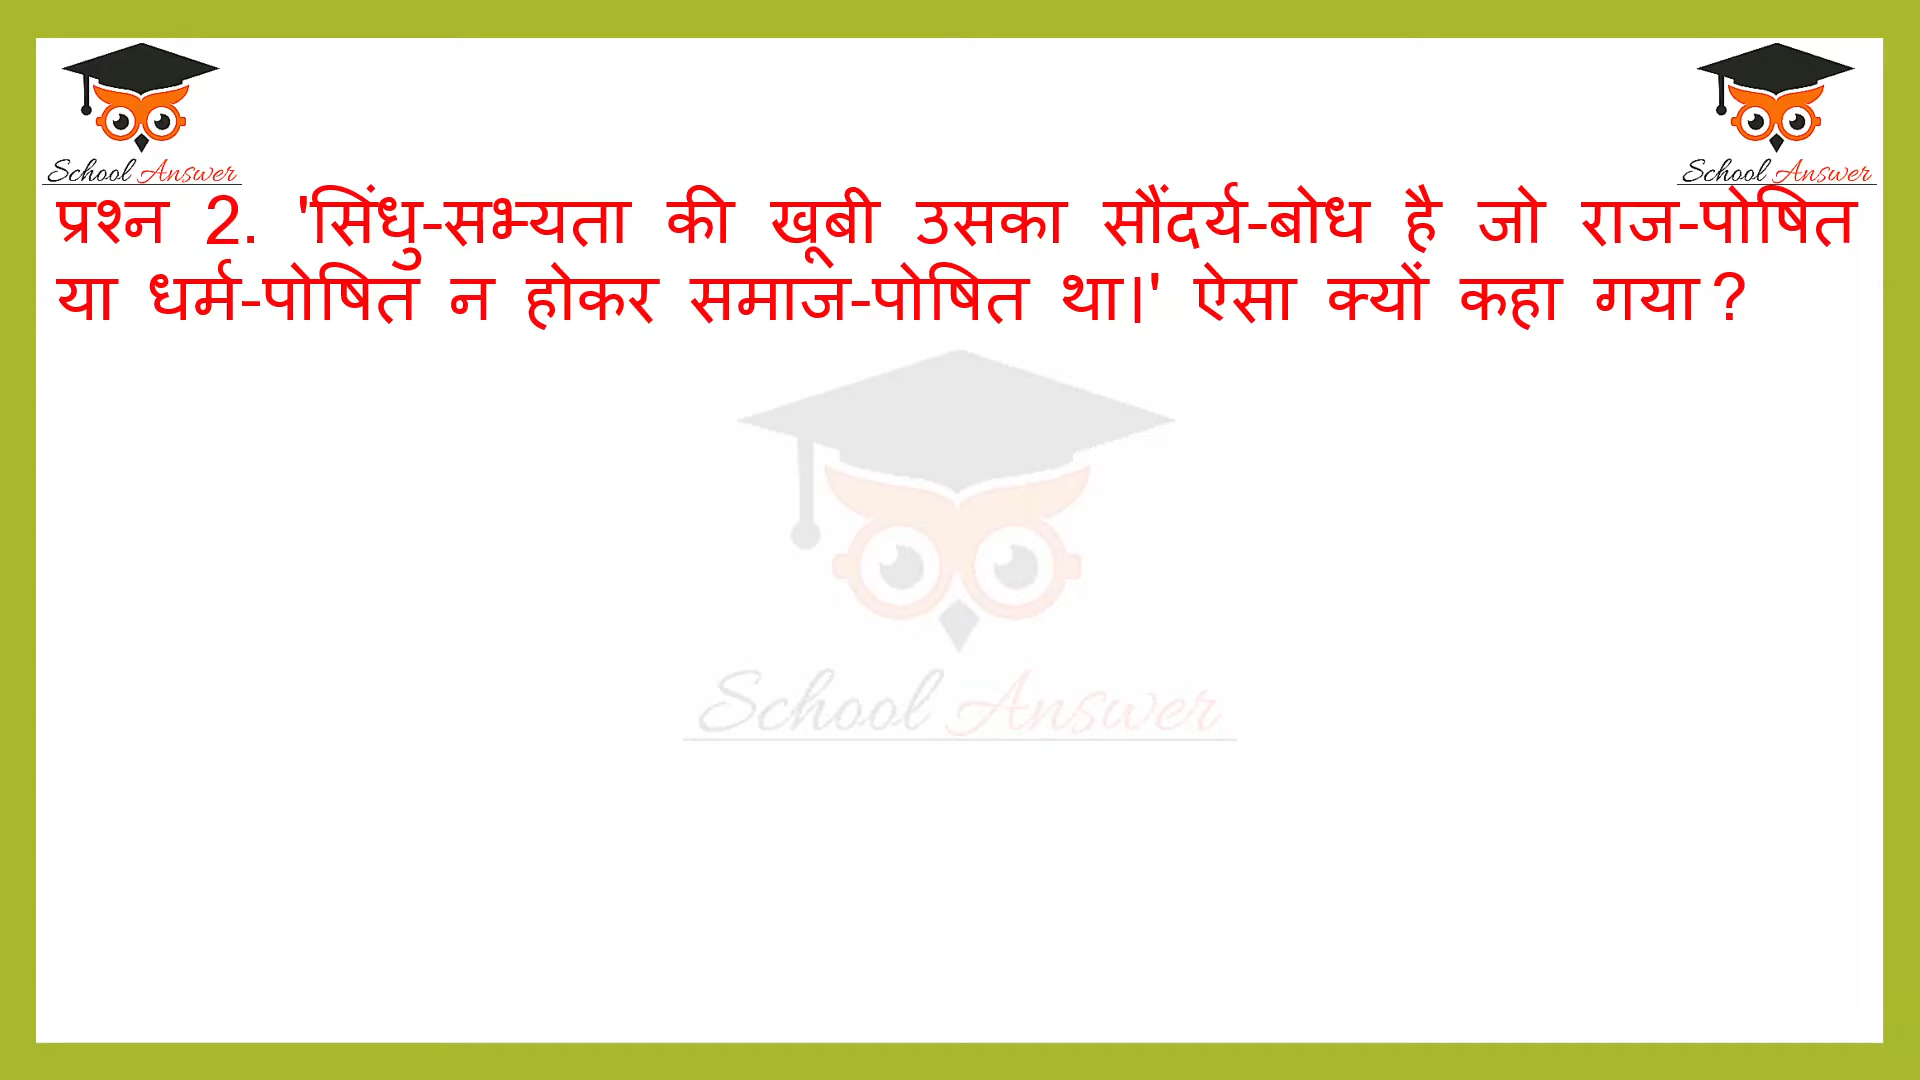 School Answer School Answer
प्रश्न 2. 'सिंधु-सभ्यता की खूबी उसका सौंदर्य-बोध है जो राज-पोषित
या धर्म-पोषित न होकर समाज-पोषित था।' ऐसा क्यों कहा गया ?
School Answer